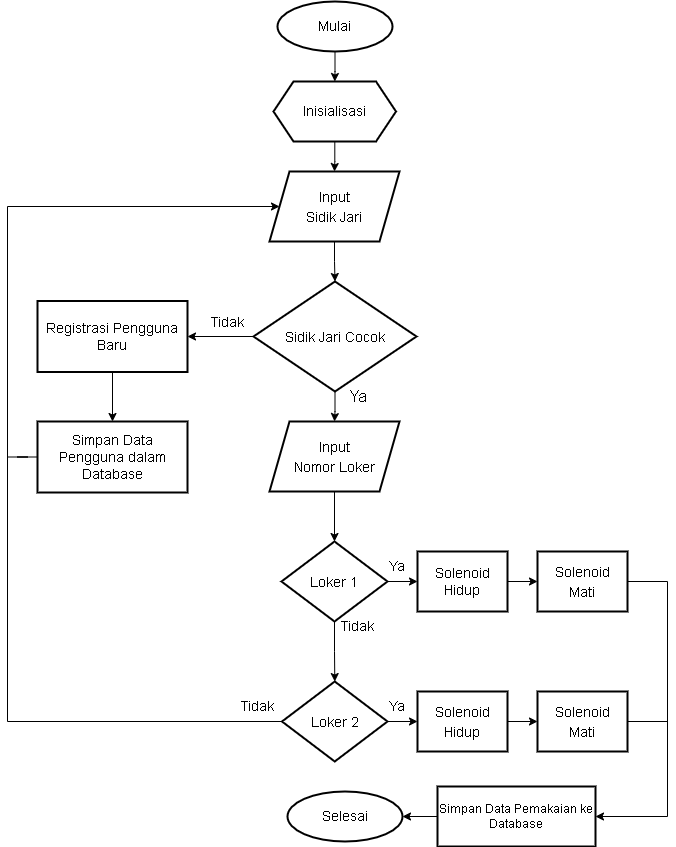 Mulai
Inisialisasi
Input
Sidik Jari
Sidik Jari Cocok
Tidak
Registrasi Pengguna
Baru
Simpan Data
Pengguna dalam
Database
Ya
Input
Nomor Loker
Loker 1
Ya
Solenoid
Hidup
Solenoid
Mati
Tidak
Loker 2
Tidak
Ya
Solenoid
Hidup
Solenoid
Mati
Simpan Data Pemakaian ke
Database
Selesai